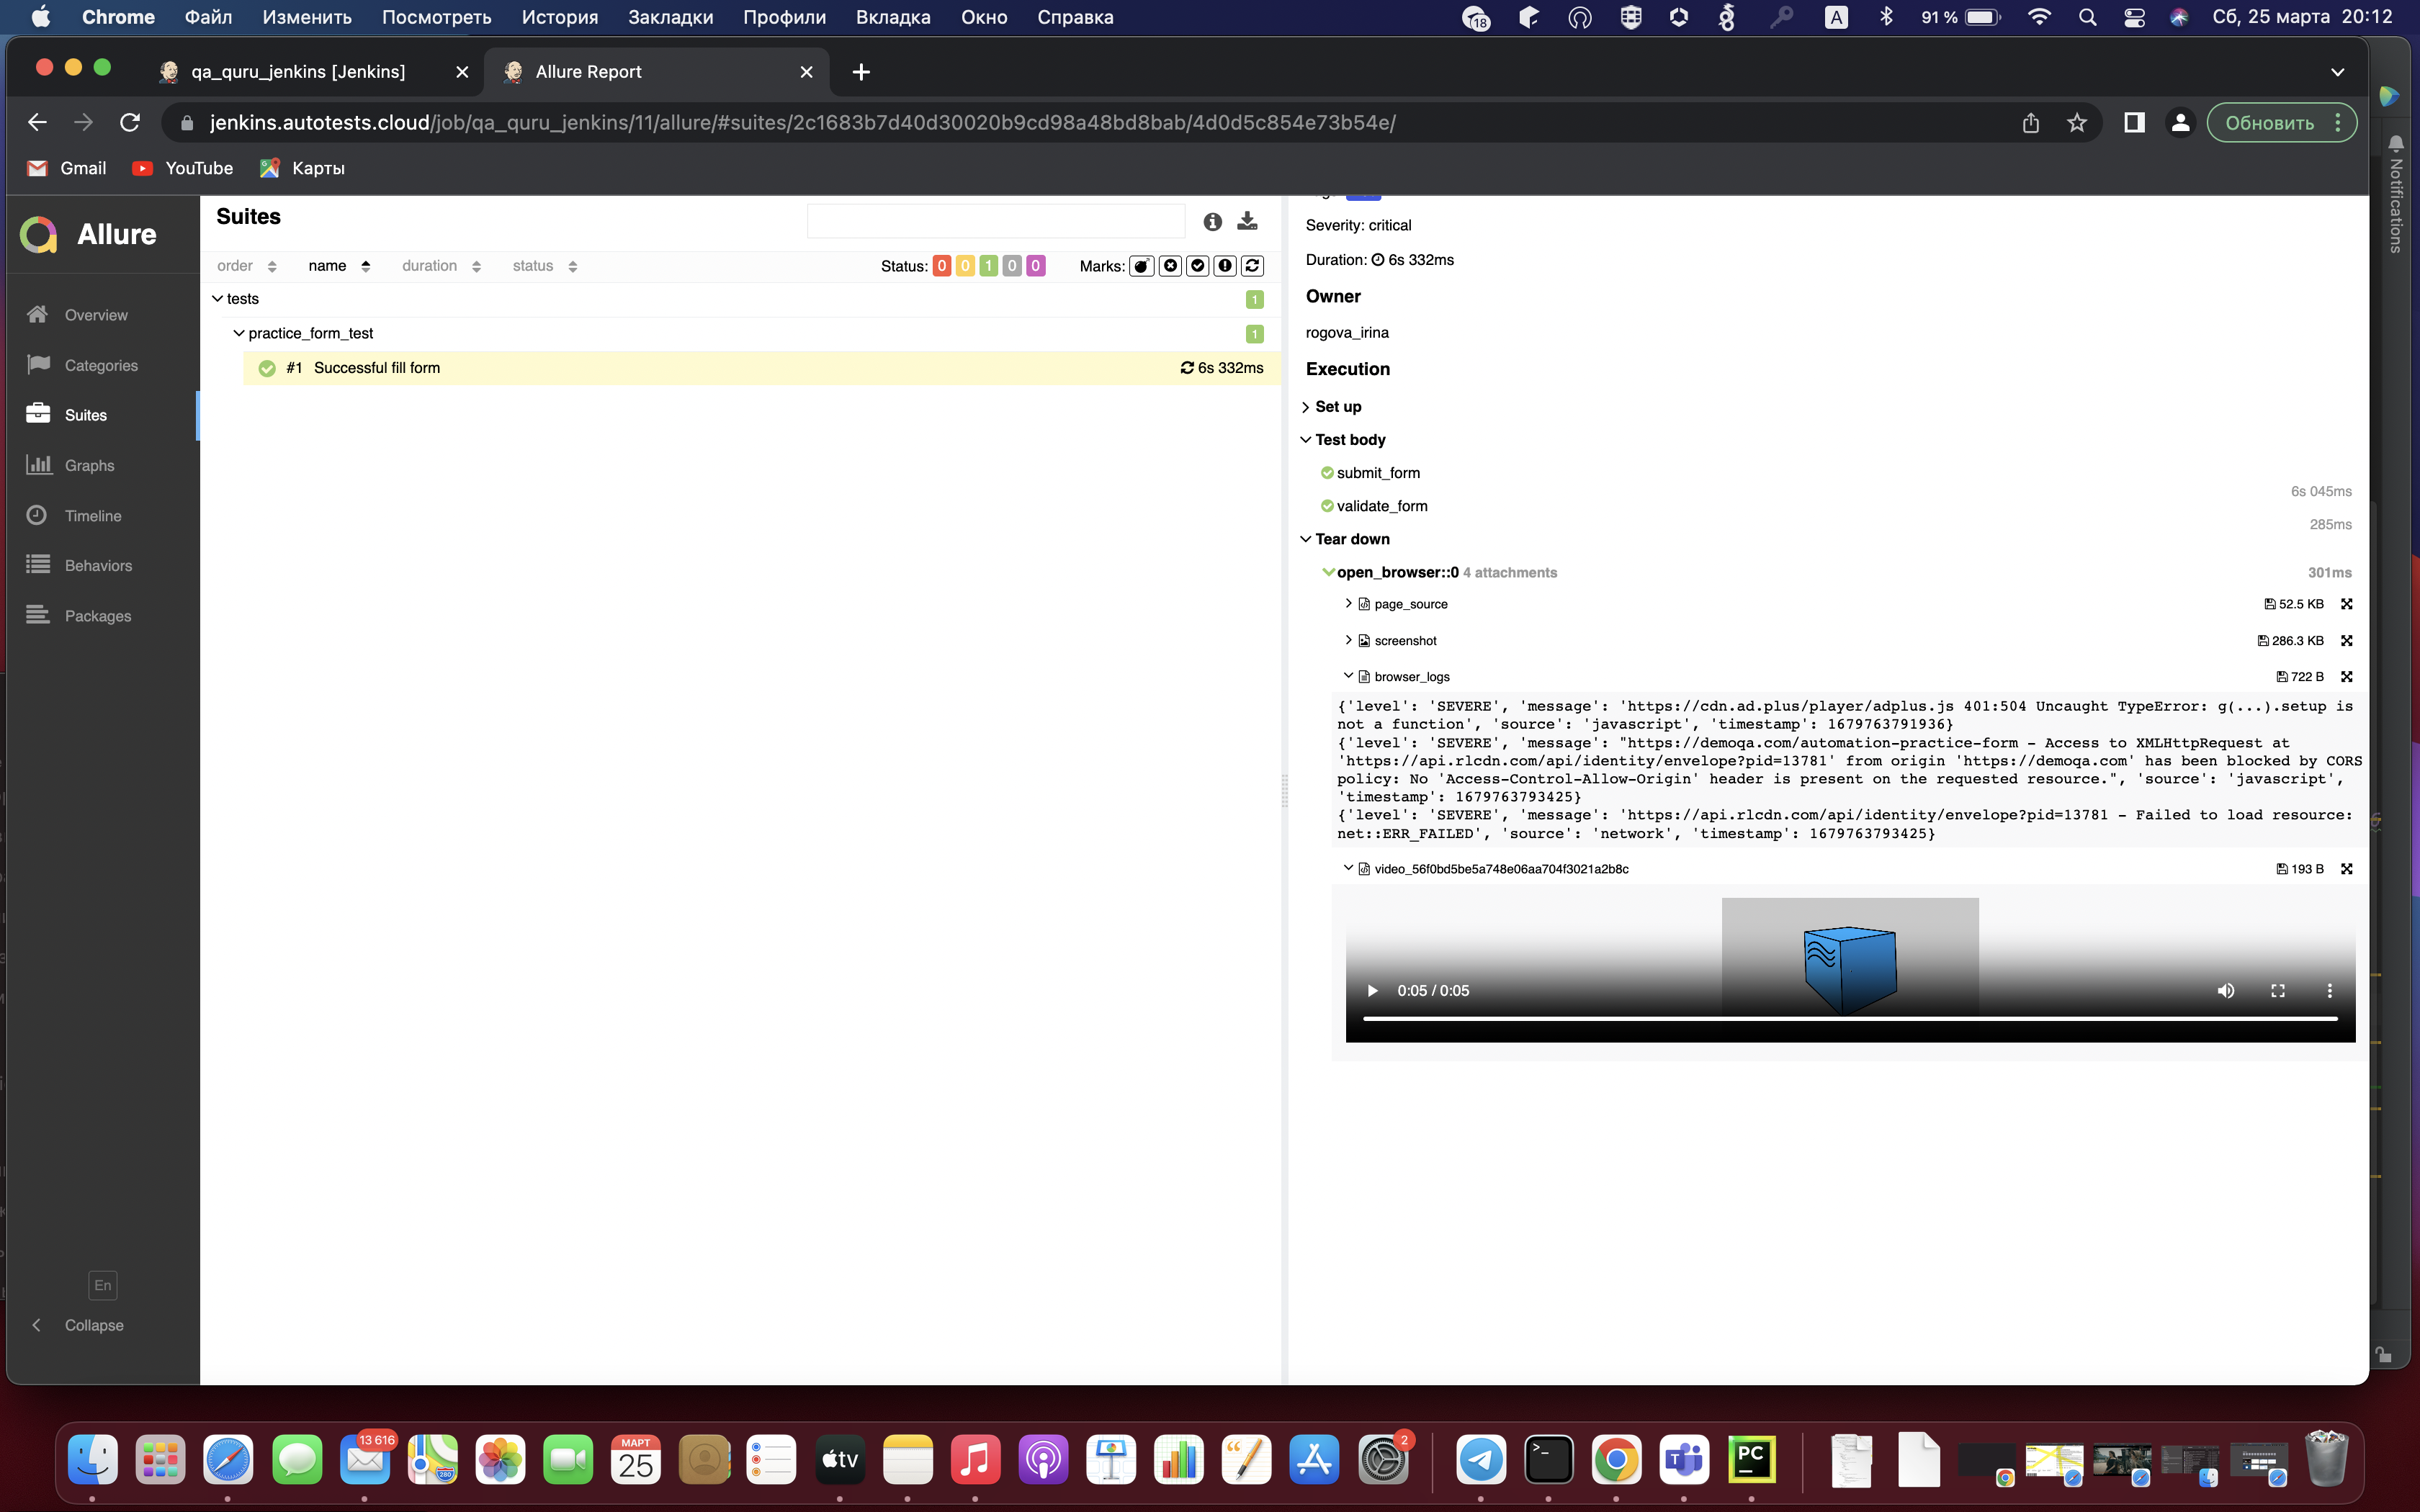 Chrome Файл Изменить Посмотреть История Закладки Профили Вкладка Окно Справка 18 A 91 % Сб, 25 марта 20:12
qa_quru_jenkins [Jenkins] Allure Report
jenkins.autotests.cloud/job/qa_quru_jenkins/11/allure/#suites/2c1683b7d40d30020b9cd98a48bd8bab/4d0d5c854e73b54e/ Обновить
Gmail YouTube Карты
Notifications
Allure
Overview
Categories
Suites
Graphs
Timeline
Behaviors
Packages
En
Collapse
Suites
order name duration status Status: 0 0 1 0 0 Marks:
tests 1
practice_form_test 1
#1 Successful fill form 6s 332ms
Severity: critical
Duration: 6s 332ms
Owner
rogova_irina
Execution
Set up
Test body
submit_form
6s 045ms
validate_form
285ms
Tear down
open_browser::0 4 attachments 301ms
page_source 52.5 KB
screenshot 286.3 KB
browser_logs 722 B
{'level': 'SEVERE', 'message': 'https://cdn.ad.plus/player/adplus.js 401:504 Uncaught TypeError: g(...).setup is
not a function', 'source': 'javascript', 'timestamp': 1679763791936}
{'level': 'SEVERE', 'message': "https://demoqa.com/automation-practice-form - Access to XMLHttpRequest at
'https://api.rlcdn.com/api/identity/envelope?pid=13781' from origin 'https://demoqa.com' has been blocked by CORS
policy: No 'Access-Control-Allow-Origin' header is present on the requested resource.", 'source': 'javascript',
'timestamp': 1679763793425}
{'level': 'SEVERE', 'message': 'https://api.rlcdn.com/api/identity/envelope?pid=13781 - Failed to load resource:
net::ERR_FAILED', 'source': 'network', 'timestamp': 1679763793425}
video_56f0bd5be5a748e06aa704f3021a2b8c 193 B
0:05 / 0:05
13 616
280
МАРТ
25
tv
2
>_
PC